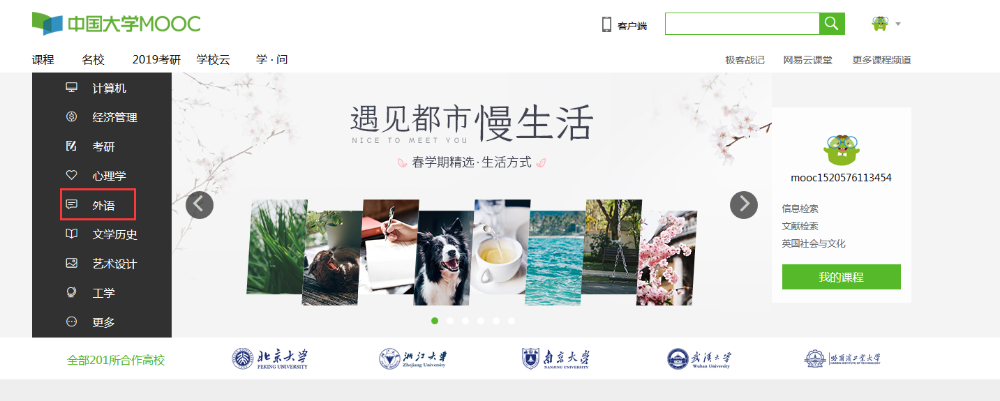 中国大学MOOC
客户端
课程 名校 2019考研 学校云 学·问
极客战记 网易云课堂 更多课程频道
计算机
经济管理
考研
心理学
外语
文学历史
艺术设计
工学
更多
遇见都市慢生活
NICE TO MEET YOU
春学期精选·生活方式
mooc1520576113454
信息检索
文献检索
英国社会与文化
我的课程
全部201所合作高校
北京大学
PEKING UNIVERSITY
浙江大学
Zhejiang University
南京大学
NANJING UNIVERSITY
武汉大学
Wuhan University
哈尔滨工业大学
HARBIN INSTITUTE OF TECHNOLOGY